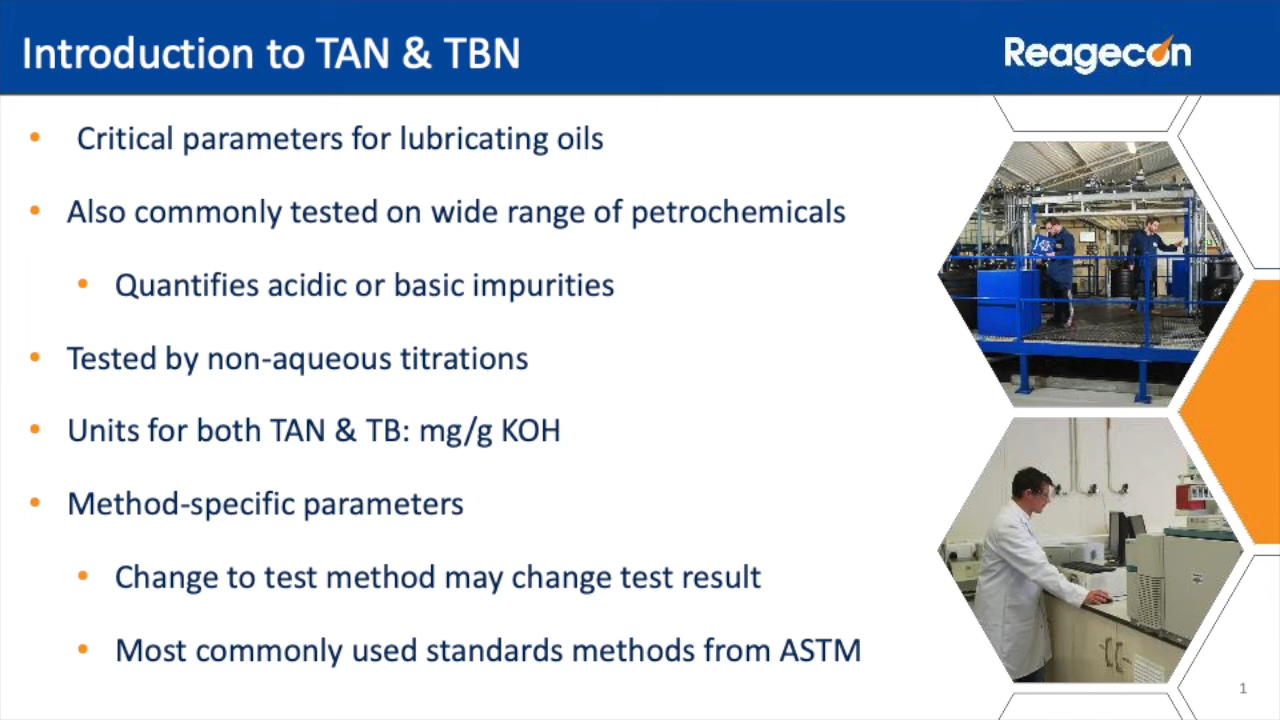 Introduction to TAN & TBN
Reagecon
• Critical parameters for lubricating oils
• Also commonly tested on wide range of petrochemicals
• Quantifies acidic or basic impurities
• Tested by non-aqueous titrations
• Units for both TAN & TB: mg/g KOH
• Method-specific parameters
• Change to test method may change test result
• Most commonly used standards methods from ASTM
1